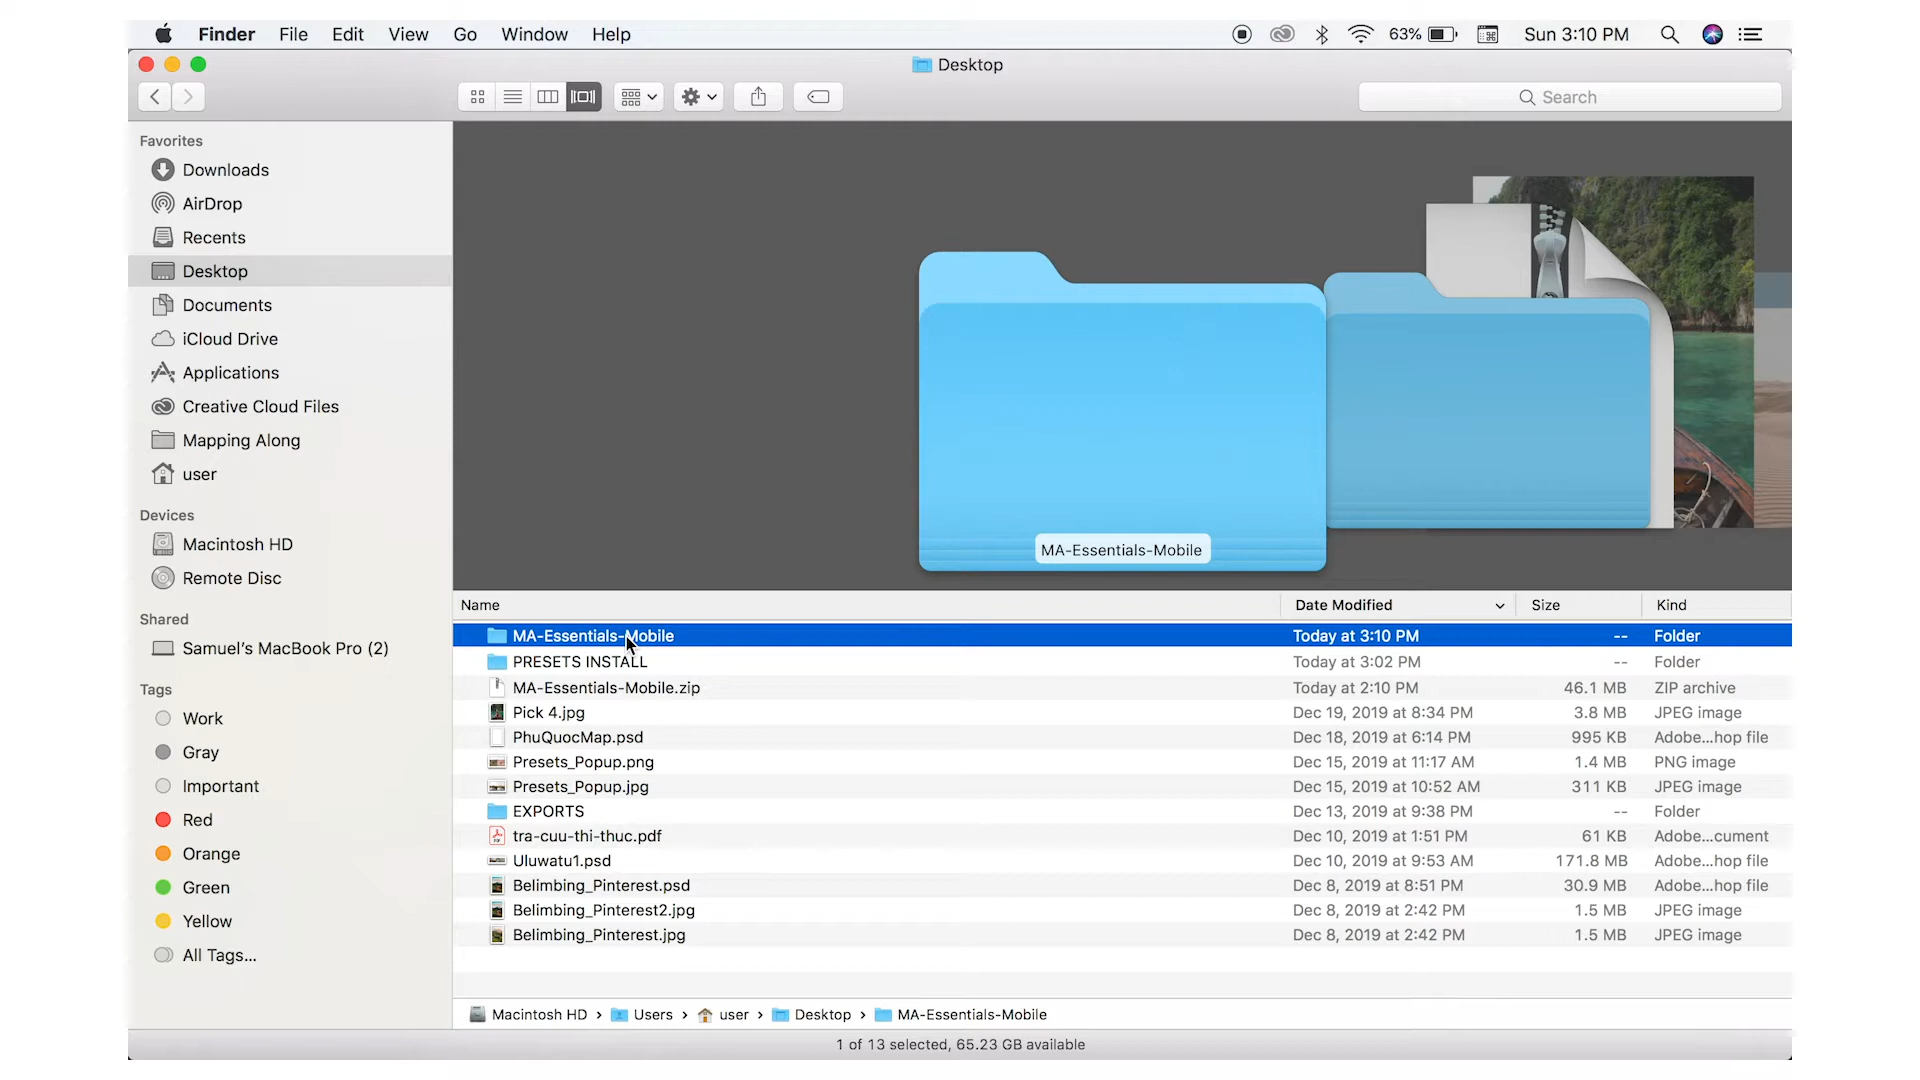 Finder File Edit View Go Window Help 63% Sun 3:10 PM
Desktop
Search
Favorites
Downloads
AirDrop
Recents
Desktop
Documents
iCloud Drive
Applications
Creative Cloud Files
Mapping Along
user
Devices
Macintosh HD
Remote Disc
Shared
Samuel's MacBook Pro (2)
Tags
Work
Gray
Important
Red
Orange
Green
Yellow
All Tags...
MA-Essentials-Mobile
Name Date Modified Size Kind
MA-Essentials-Mobile Today at 3:10 PM -- Folder
PRESETS INSTALL Today at 3:02 PM -- Folder
MA-Essentials-Mobile.zip Today at 2:10 PM 46.1 MB ZIP archive
Pick 4.jpg Dec 19, 2019 at 8:34 PM 3.8 MB JPEG image
PhuQuocMap.psd Dec 18, 2019 at 6:14 PM 995 KB Adobe...hop file
Presets_Popup.png Dec 15, 2019 at 11:17 AM 1.4 MB PNG image
Presets_Popup.jpg Dec 15, 2019 at 10:52 AM 311 KB JPEG image
EXPORTS Dec 13, 2019 at 9:38 PM -- Folder
tra-cuu-thi-thuc.pdf Dec 10, 2019 at 1:51 PM 61 KB Adobe...cument
Uluwatu1.psd Dec 10, 2019 at 9:53 AM 171.8 MB Adobe...hop file
Belimbing_Pinterest.psd Dec 8, 2019 at 8:51 PM 30.9 MB Adobe...hop file
Belimbing_Pinterest2.jpg Dec 8, 2019 at 2:42 PM 1.5 MB JPEG image
Belimbing_Pinterest.jpg Dec 8, 2019 at 2:42 PM 1.5 MB JPEG image
Macintosh HD › Users › user › Desktop › MA-Essentials-Mobile
1 of 13 selected, 65.23 GB available